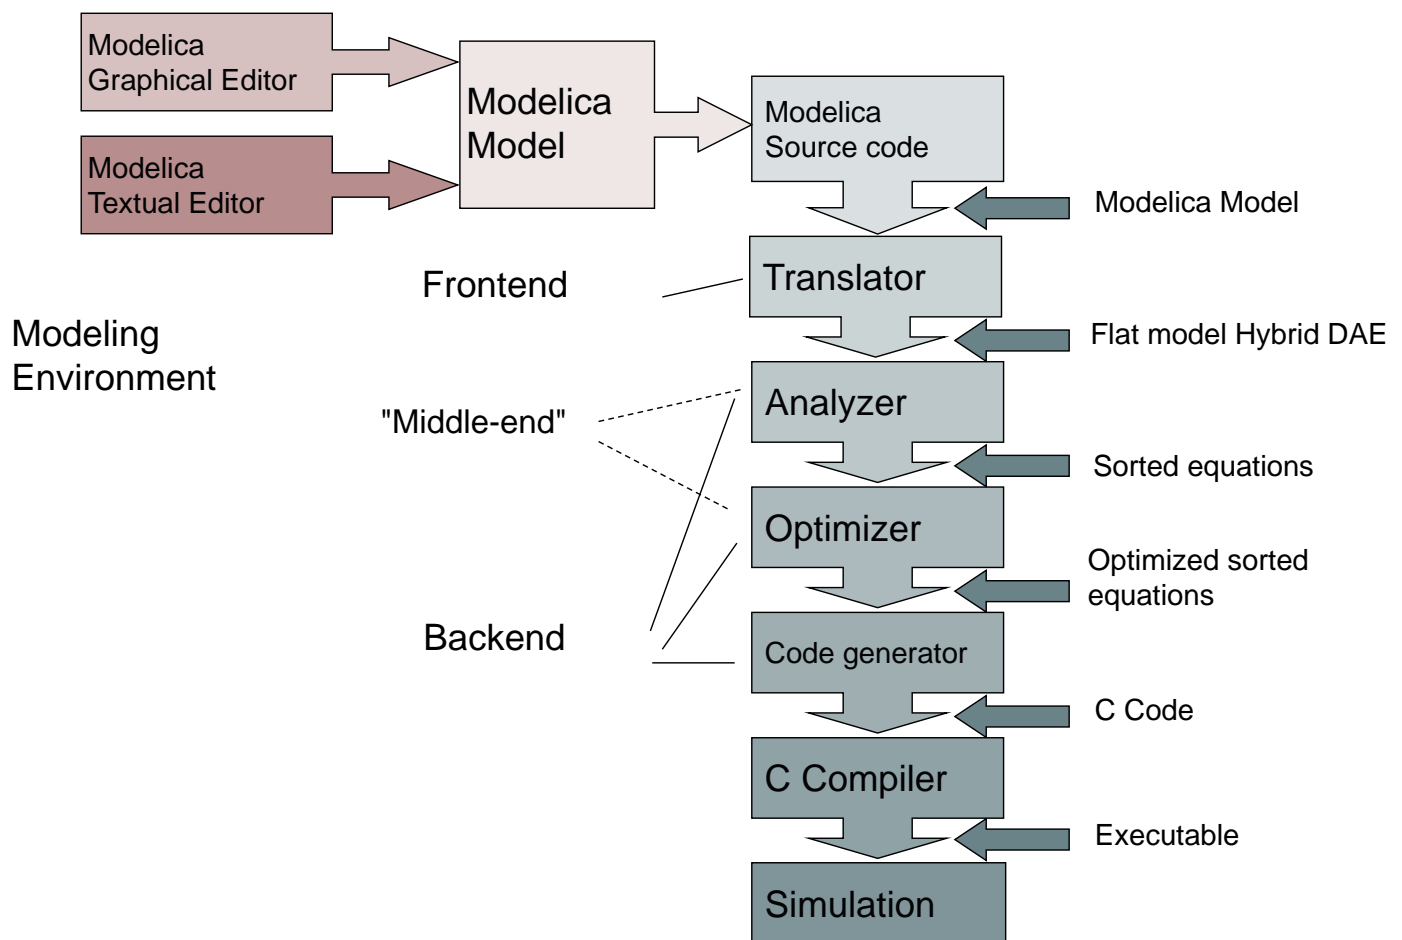 Modelica
Graphical Editor
Modelica
Textual Editor
Modelica
Model
Modelica
Source code
Modelica Model
Frontend
Translator
Flat model Hybrid DAE
Modeling
Environment
"Middle-end"
Analyzer
Sorted equations
Optimizer
Optimized sorted
equations
Backend
Code generator
C Code
C Compiler
Executable
Simulation